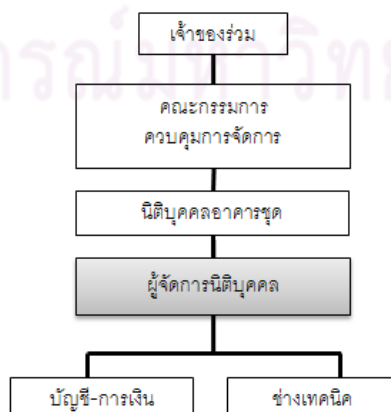 เจ้าของร่วม
คณะกรรมการ
ควบคุมการจัดการ
นิติบุคคลอาคารชุด
ผู้จัดการนิติบุคคล
บัญชี-การเงิน
ช่างเทคนิค